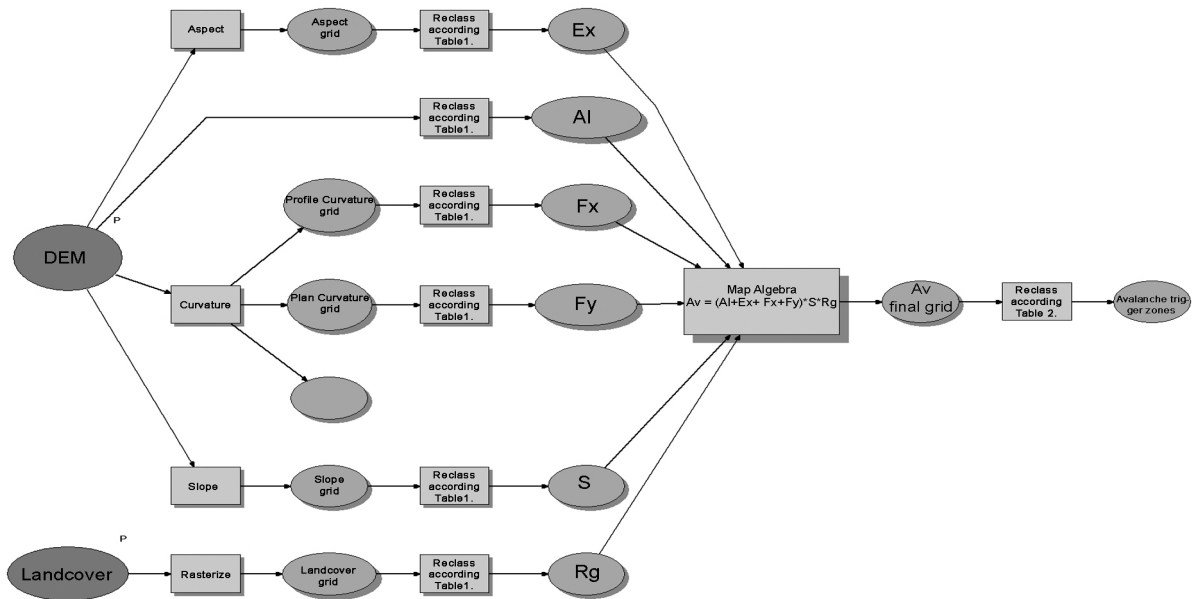 Aspect
Aspect
grid
Reclass
according
Table1.
Ex
Reclass
according
Table1.
Al
P
DEM
Profile Curvature
grid
Reclass
according
Table1.
Fx
Curvature
Plan Curvature
grid
Reclass
according
Table1.
Fy
Map Algebra
Av = (Al+Ex+ Fx+Fy)*S*Rg
Av
final grid
Reclass
according
Table 2.
Avalanche trig-
ger zones
Slope
Slope
grid
Reclass
according
Table1.
S
P
Landcover
Rasterize
Landcover
grid
Reclass
according
Table1.
Rg